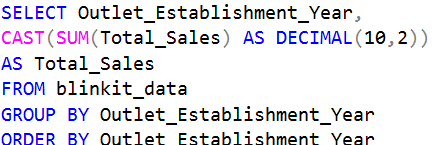 SELECT Outlet_Establishment_Year,
CAST(SUM(Total_Sales) AS DECIMAL(10,2))
AS Total_Sales
FROM blinkit_data
GROUP BY Outlet_Establishment_Year
ORDER BY Outlet_Establishment_Year